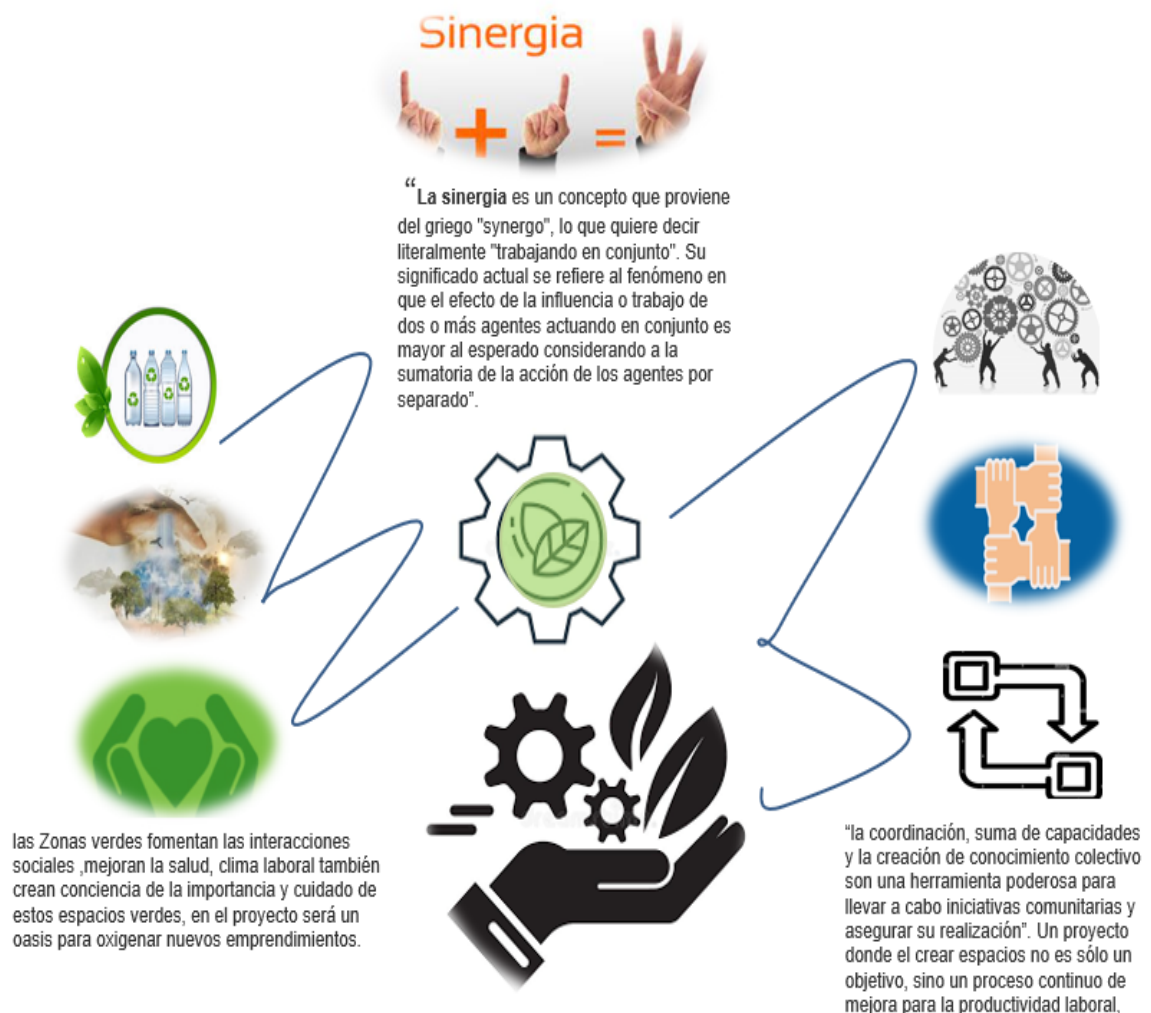 Sinergia
“La sinergia es un concepto que proviene
del griego "synergo", lo que quiere decir
literalmente "trabajando en conjunto". Su
significado actual se refiere al fenómeno en
que el efecto de la influencia o trabajo de
dos o más agentes actuando en conjunto es
mayor al esperado considerando a la
sumatoria de la acción de los agentes por
separado”.
las Zonas verdes fomentan las interacciones
sociales ,mejoran la salud, clima laboral también
crean conciencia de la importancia y cuidado de
estos espacios verdes, en el proyecto será un
oasis para oxigenar nuevos emprendimientos.
“la coordinación, suma de capacidades
y la creación de conocimiento colectivo
son una herramienta poderosa para
llevar a cabo iniciativas comunitarias y
asegurar su realización”. Un proyecto
donde el crear espacios no es sólo un
objetivo, sino un proceso continuo de
mejora para la productividad laboral,